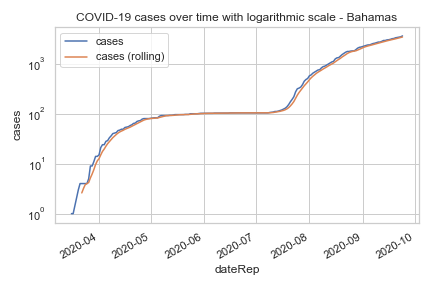 COVID-19 cases over time with logarithmic scale - Bahamas
cases
cases (rolling)
10³
10²
10¹
10⁰
cases
2020-04
2020-05
2020-06
2020-07
2020-08
2020-09
2020-10
dateRep